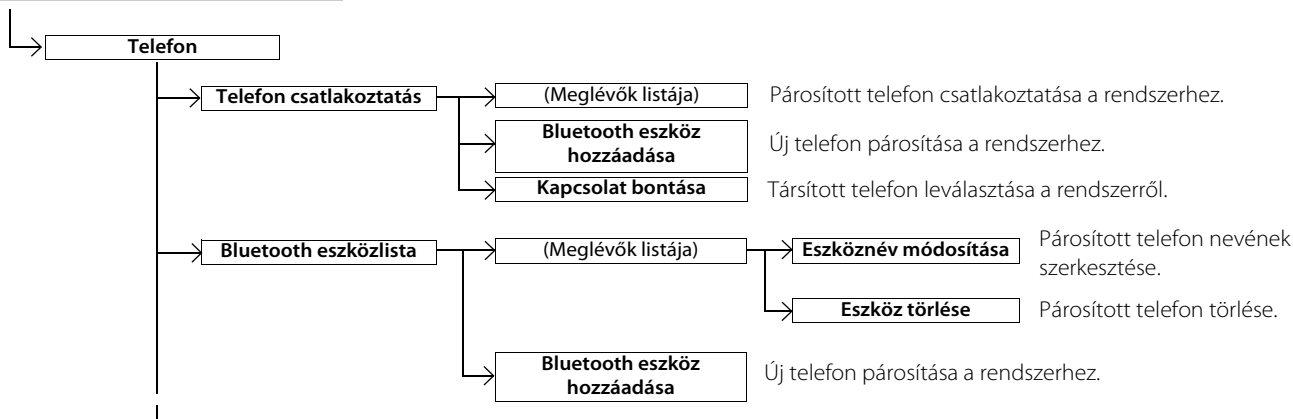 Telefon
Telefon csatlakoztatás
(Meglévők listája)
Párosított telefon csatlakoztatása a rendszerhez.
Bluetooth eszköz
hozzáadása
Új telefon párosítása a rendszerhez.
Kapcsolat bontása
Társított telefon leválasztása a rendszerről.
Bluetooth eszközlista
(Meglévők listája)
Eszköznév módosítása
Párosított telefon nevének
szerkesztése.
Eszköz törlése
Párosított telefon törlése.
Bluetooth eszköz
hozzáadása
Új telefon párosítása a rendszerhez.